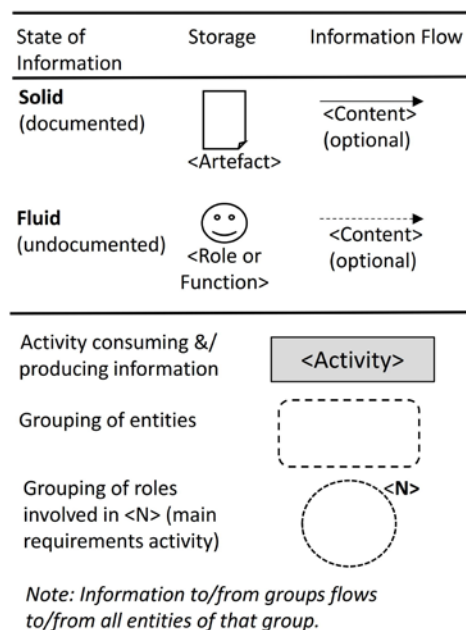 State of Information
Storage
Information Flow
Solid
(documented)
<Artefact>
<Content>
(optional)
Fluid
(undocumented)
<Role or
Function>
<Content>
(optional)
Activity consuming &/
producing information
<Activity>
Grouping of entities
Grouping of roles
involved in <N> (main
requirements activity)
<N>
Note: Information to/from groups flows
to/from all entities of that group.